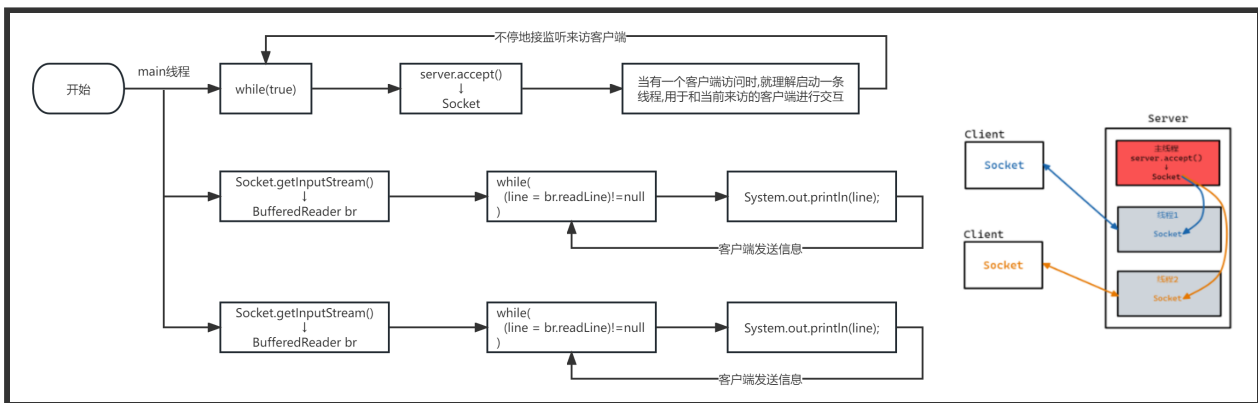 不停地接监听来访客户端
开始
main线程
while(true)
server.accept()
↓
Socket
当有一个客户端访问时,就理解启动一条
线程,用于和当前来访的客户端进行交互
Socket.getInputStream()
↓
BufferedReader br
while(
(line = br.readLine)!=null
)
System.out.println(line);
客户端发送信息
Socket.getInputStream()
↓
BufferedReader br
while(
(line = br.readLine)!=null
)
System.out.println(line);
客户端发送信息
Client
Socket
Client
Socket
Server
主线程
server.accept()
↓
Socket
线程1
Socket
线程2
Socket